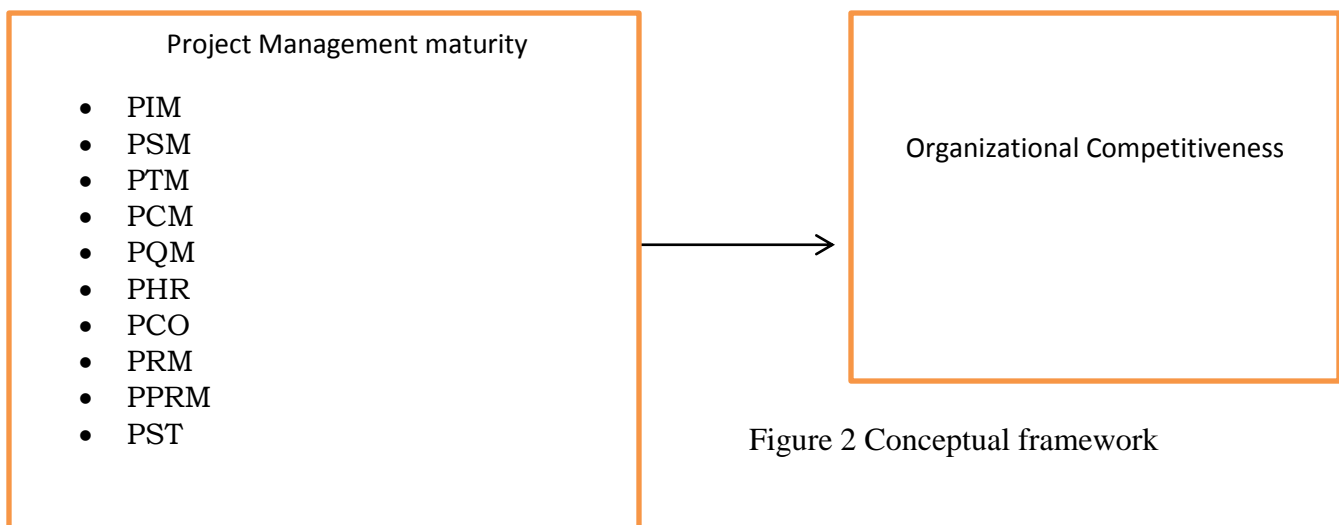 Project Management maturity
• PIM
• PSM
• PTM
• PCM
• PQM
• PHR
• PCO
• PRM
• PPRM
• PST
Organizational Competitiveness
Figure 2 Conceptual framework